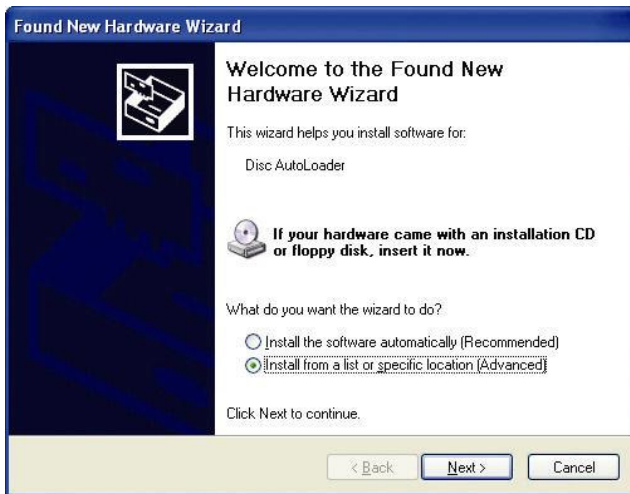 Found New Hardware Wizard
Welcome to the Found New
Hardware Wizard
This wizard helps you install software for:
Disc AutoLoader
If your hardware came with an installation CD
or floppy disk, insert it now.
What do you want the wizard to do?
Install the software automatically (Recommended)
Install from a list or specific location (Advanced)
Click Next to continue.
< Back Next > Cancel